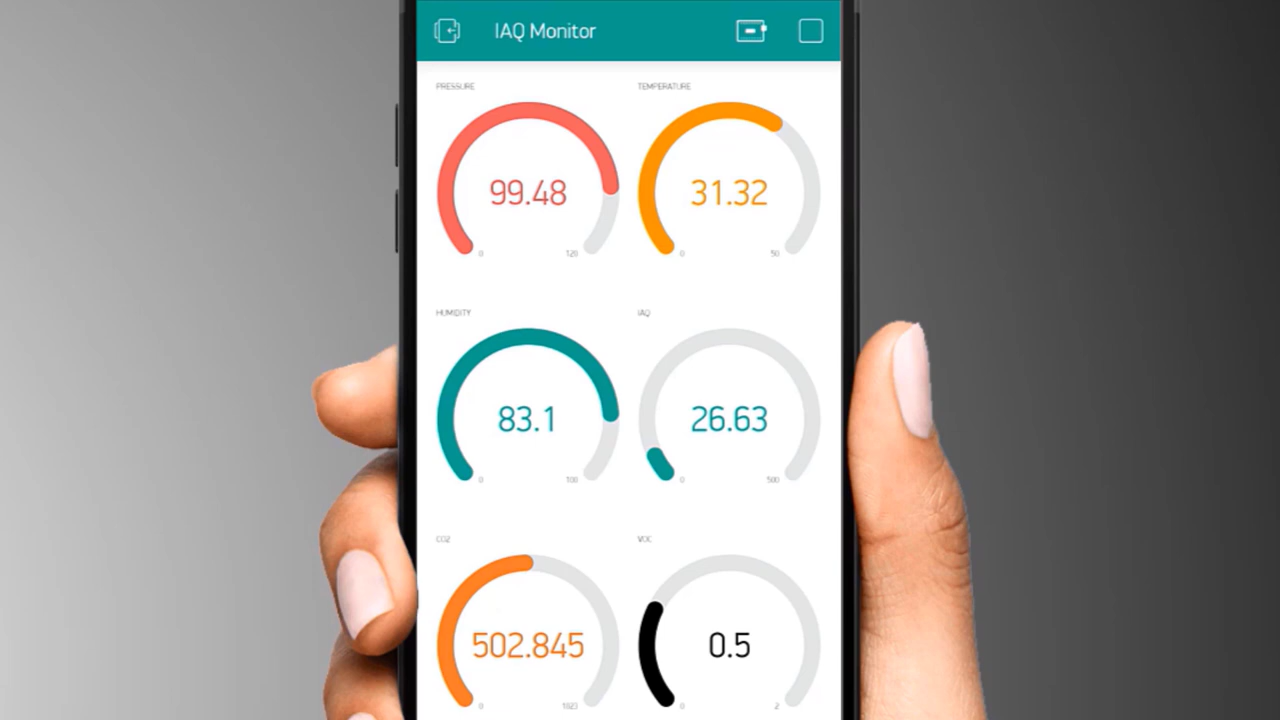 IAQ Monitor
PRESSURE
TEMPERATURE
99.48
31.32
0
120
0
50
HUMIDITY
IAQ
83.1
26.63
0
100
0
500
CO2
VOC
502.845
0.5
0
1023
0
2